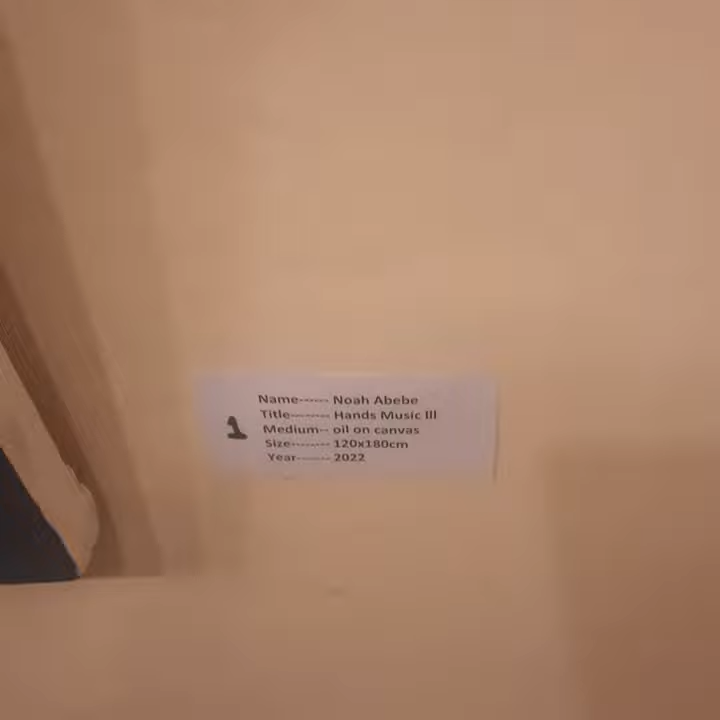 Name------ Noah Abebe
Title-------- Hands Music III
1 Medium-- oil on canvas
Size-------- 120x180cm
Year------- 2022